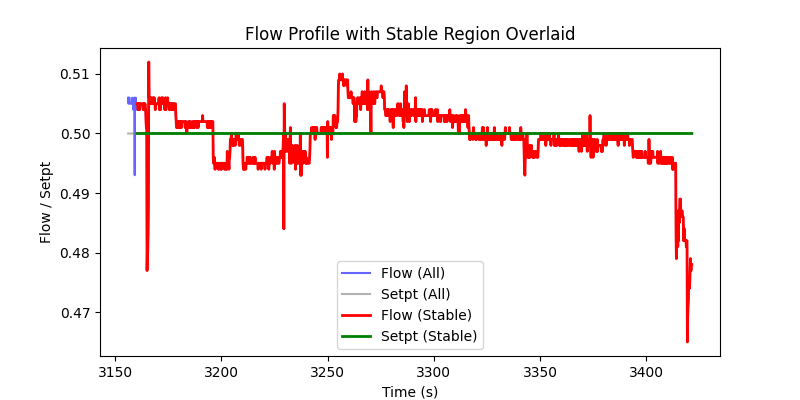 Flow Profile with Stable Region Overlaid
Flow / Setpt
0.51
0.50
0.49
0.48
0.47
Flow (All)
Setpt (All)
Flow (Stable)
Setpt (Stable)
3150 3200 3250 3300 3350 3400
Time (s)